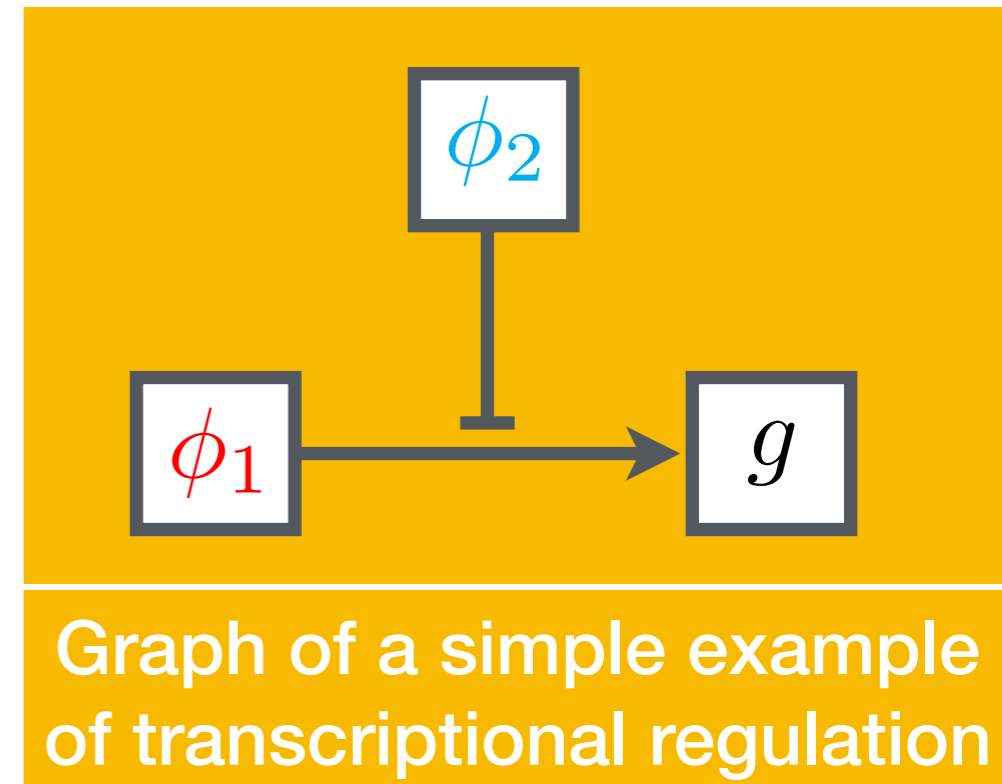 ϕ₂
ϕ₁ g
Graph of a simple example
of transcriptional regulation